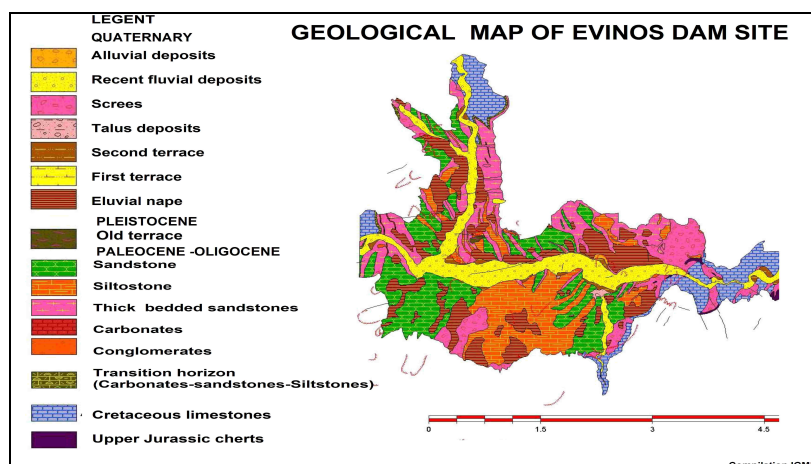 LEGENT
GEOLOGICAL MAP OF EVINOS DAM SITE
QUATERNARY
Alluvial deposits
Recent fluvial deposits
Screes
Talus deposits
Second terrace
First terrace
Eluvial nape
PLEISTOCENE
Old terrace
PALEOCENE -OLIGOCENE
Sandstone
Siltostone
Thick bedded sandstones
Carbonates
Conglomerates
Transition horizon
(Carbonates-sandstones-Siltstones)
Cretaceous limestones
Upper Jurassic cherts
0 1.5 3 4.5